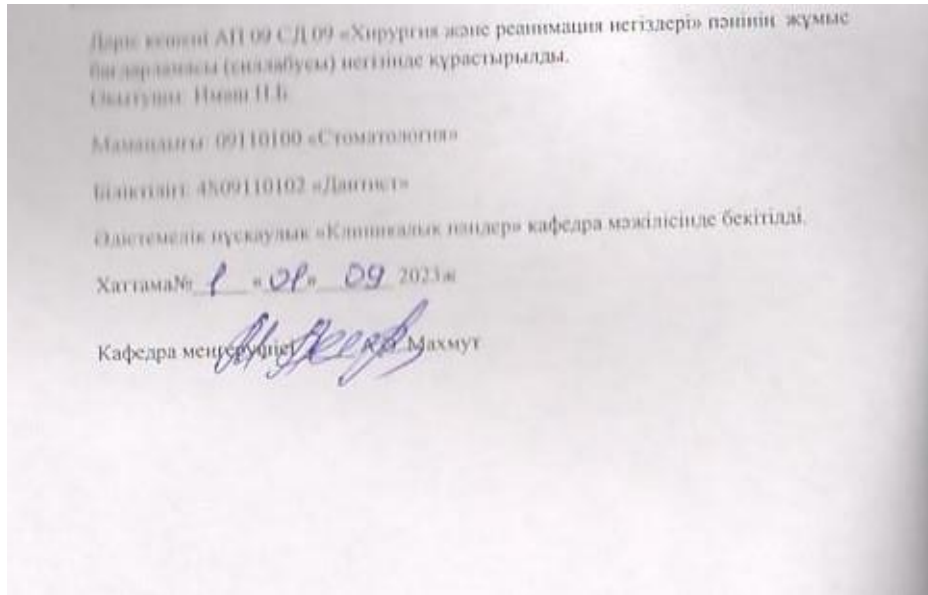 Дәріс кешені АП 09 СД 09 «Хирургия және реанимация негіздері» пәнінің жұмыс
бағдарламасы (силлабусы) негізінде құрастырылды.
Оқытушы: Имаш Н.Б.
Мамандығы: 09110100 «Стоматология»
Біліктілігі: 4S09110102 «Дантист»
Әдістемелік нұсқаулық «Клиникалық пәндер» кафедра мәжілісінде бекітілді.
Хаттама№ 1 «01» 09 2023ж
Кафедра меңгерушісі Махмут